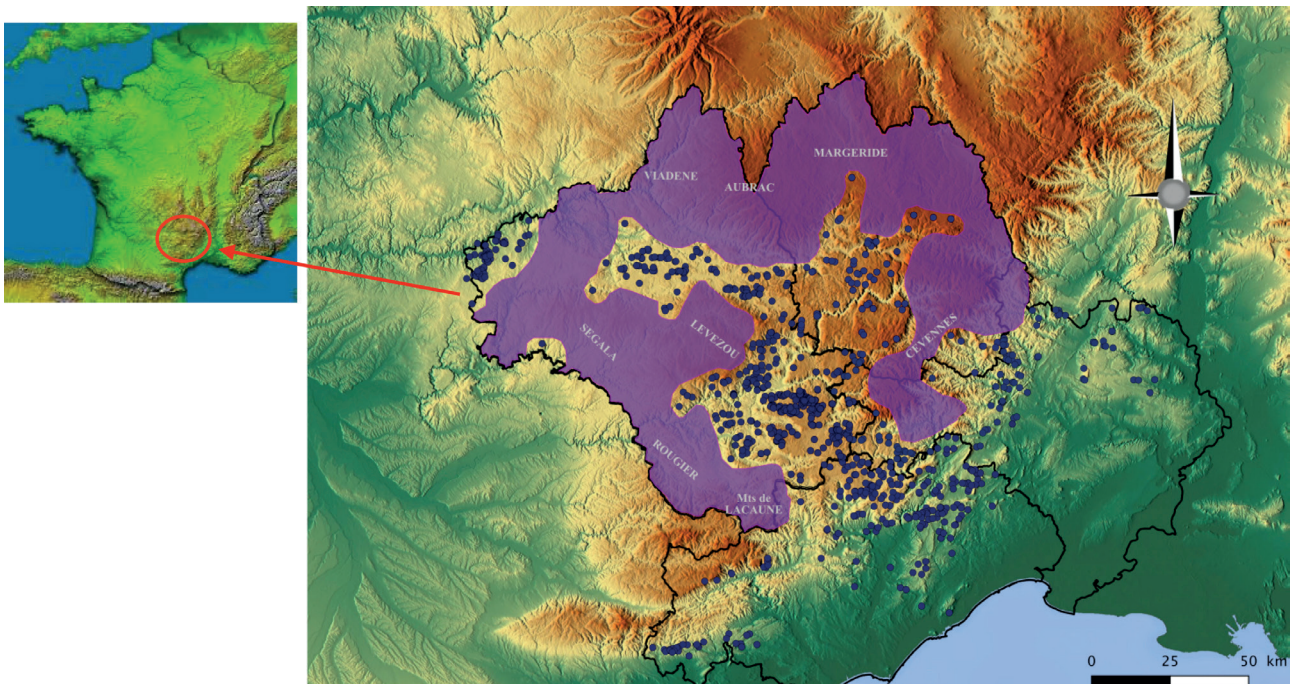 MARGERIDE
VIADENE
AUBRAC
SEGALA
LEVEZOU
CEVENNES
ROUGIER
Mts de
LACAUNE
0 25 50 km